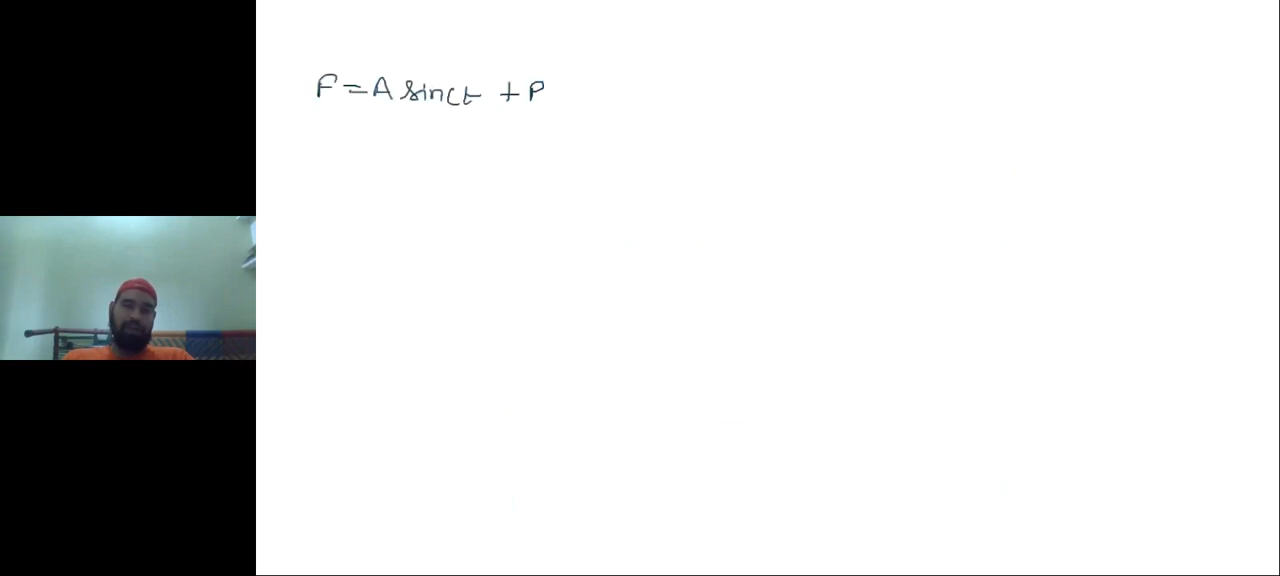 F = A sinct + P